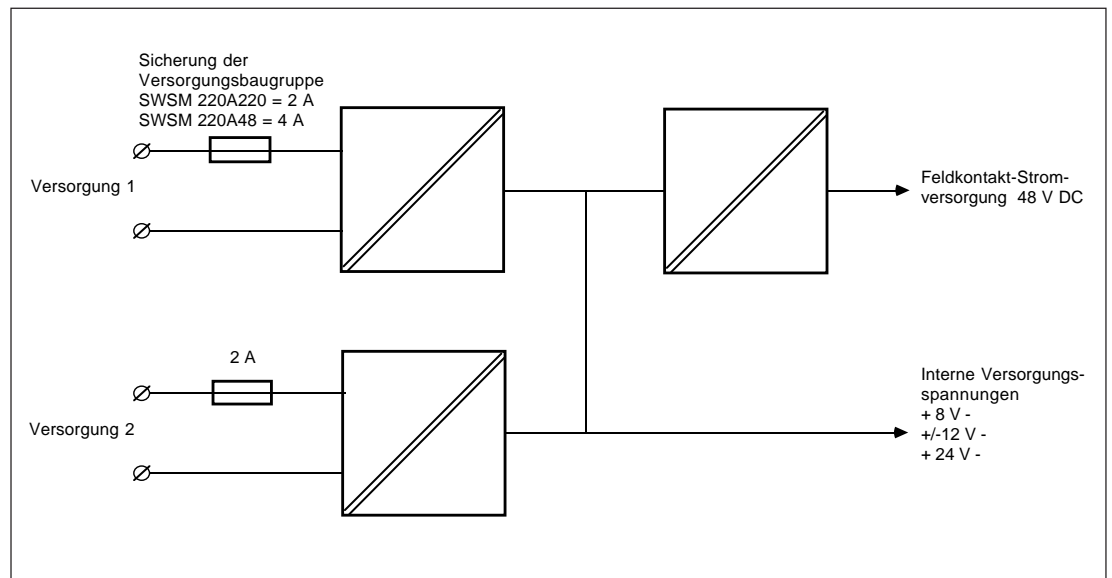 Sicherung der
Versorgungsbaugruppe
SWSM 220A220 = 2 A
SWSM 220A48 = 4 A
Versorgung 1
Feldkontakt-Strom-
versorgung 48 V DC
2 A
Versorgung 2
Interne Versorgungs-
spannungen
+ 8 V -
+/-12 V -
+ 24 V -